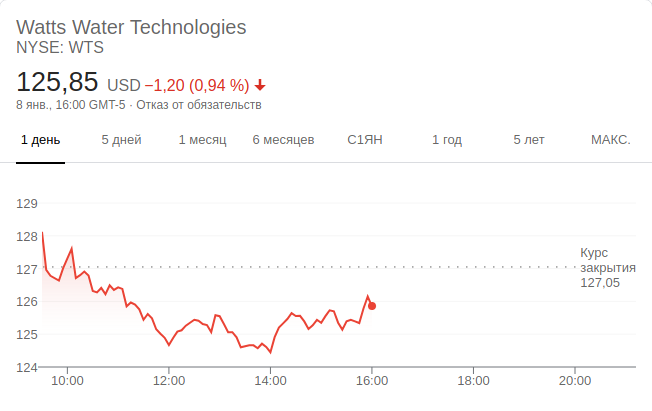 Watts Water Technologies
NYSE: WTS
125,85 USD −1,20 (0,94 %)
8 янв., 16:00 GMT-5 · Отказ от обязательств
1 день 5 дней 1 месяц 6 месяцев С1ЯН 1 год 5 лет МАКС.
129
128
127
126
125
124
Курс
закрытия
127,05
10:00 12:00 14:00 16:00 18:00 20:00